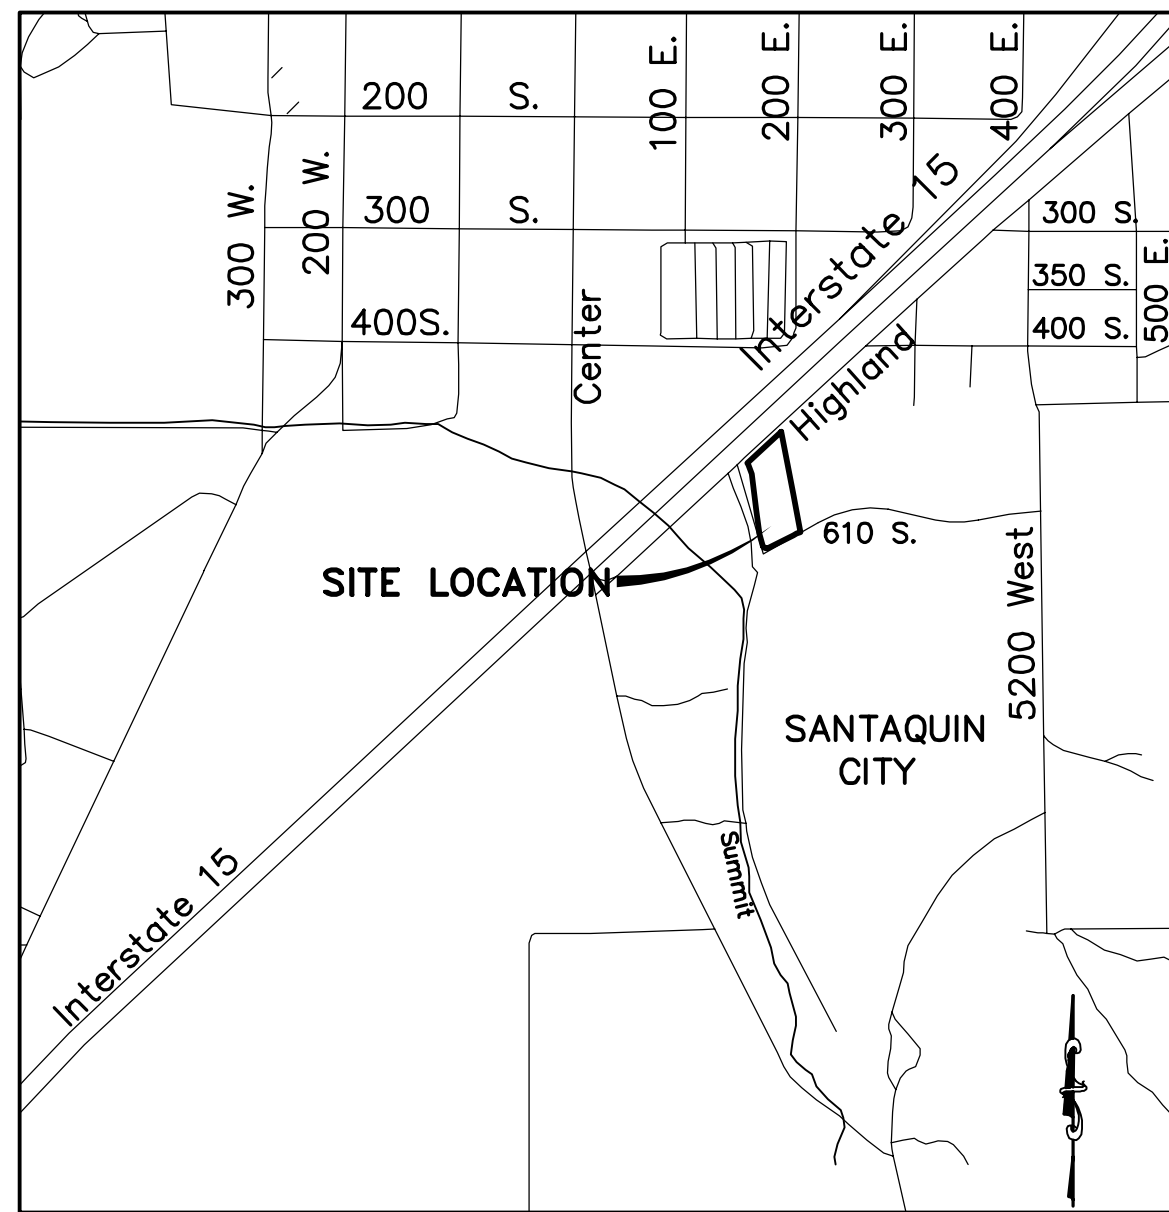 100 E.
200 E.
300 E.
400 E.
200 S.
300 W.
200 W.
300 S.
Interstate 15
300 S.
350 S.
500 E.
400S.
Center
Highland
400 S.
610 S.
5200 West
SITE LOCATION
SANTAQUIN
CITY
Summit
Interstate 15